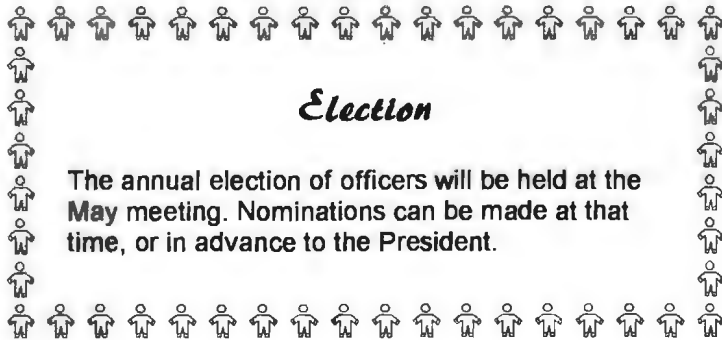 Election
The annual election of officers will be held at the
May meeting. Nominations can be made at that
time, or in advance to the President.